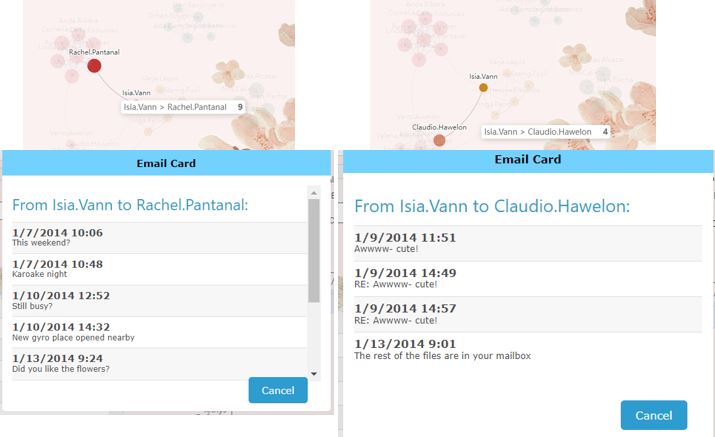 Rachel.Pantanal
Isia.Vann
Isia.Vann > Rachel.Pantanal 9
Email Card
From Isia.Vann to Rachel.Pantanal:
1/7/2014 10:06
This weekend?
1/7/2014 10:48
Karoake night
1/10/2014 12:52
Still busy?
1/10/2014 14:32
New gyro place opened nearby
1/13/2014 9:24
Did you like the flowers?
Cancel
Isia.Vann
Claudio.Hawelon
Isia.Vann > Claudio.Hawelon 4
Email Card
From Isia.Vann to Claudio.Hawelon:
1/9/2014 11:51
Awwww- cute!
1/9/2014 14:49
RE: Awwww- cute!
1/9/2014 14:57
RE: Awwww- cute!
1/13/2014 9:01
The rest of the files are in your mailbox
Cancel